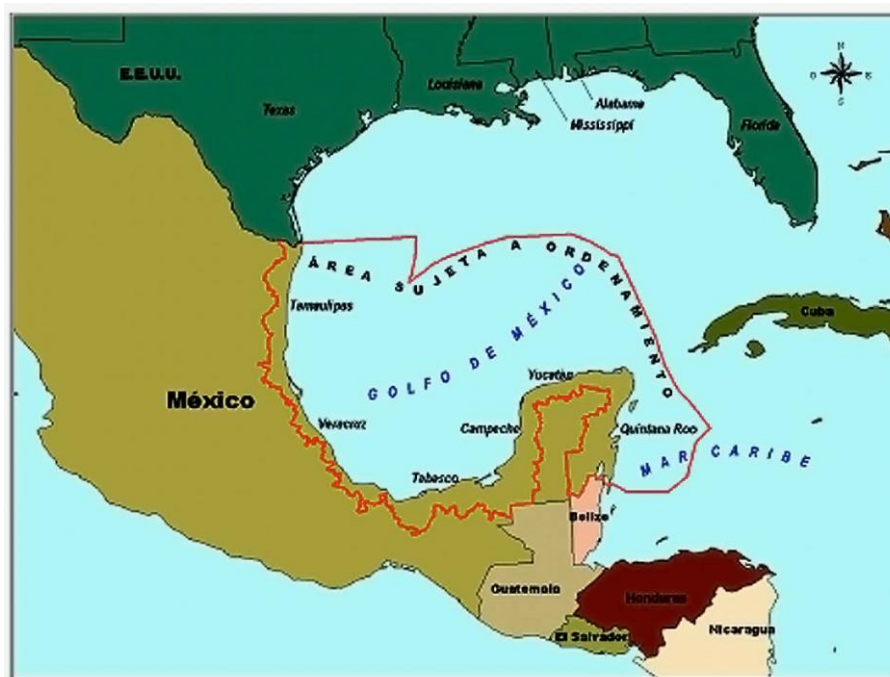 E.E.U.U.
Texas
Louisiana
Alabama
Mississippi
Florida
N
O
E
S
ÁREA SUJETA A ORDENAMIENTO
Tamaulipas
GOLFO DE MÉXICO
Cuba
Yucatán
México
Veracruz
Campeche
Quintana Roo
Tabasco
MAR CARIBE
Belize
Guatemala
Honduras
El Salvador
Nicaragua